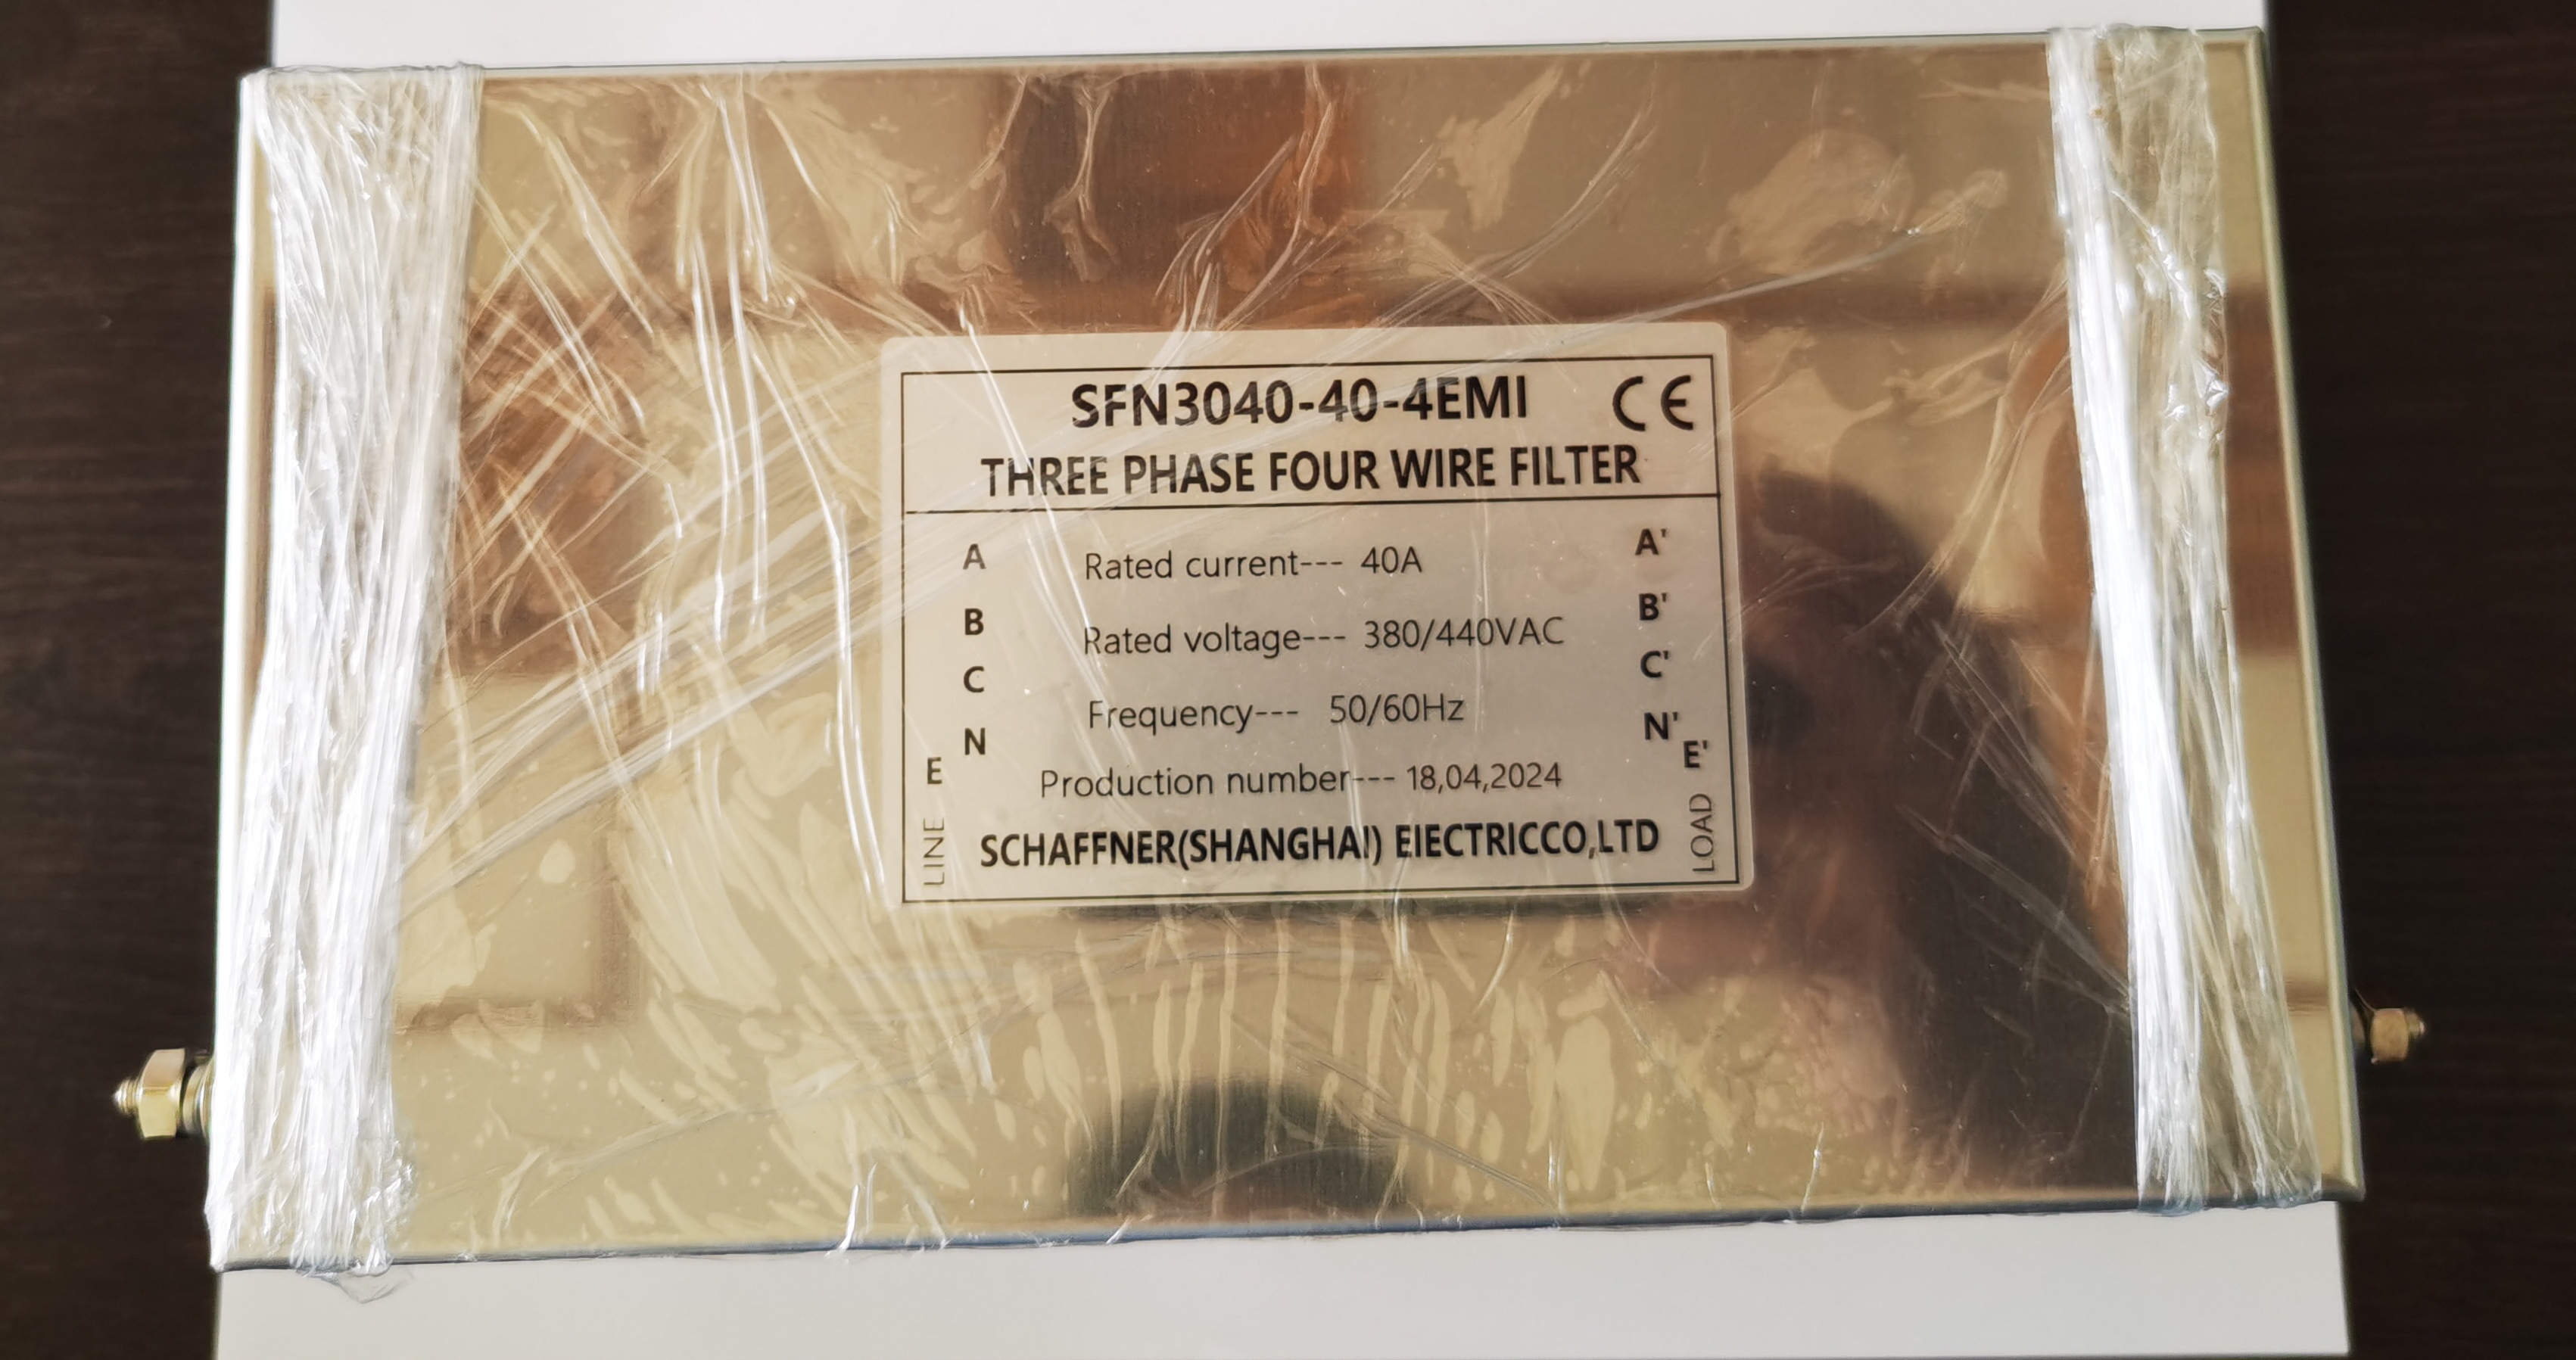 SFN3040-40-4EMI CE
THREE PHASE FOUR WIRE FILTER
A Rated current--- 40A A'
B Rated voltage--- 380/440VAC B'
C C'
Frequency--- 50/60Hz
N N'
E E'
Production number--- 18,04,2024
LINE SCHAFFNER(SHANGHAI) EIECTRICCO,LTD LOAD